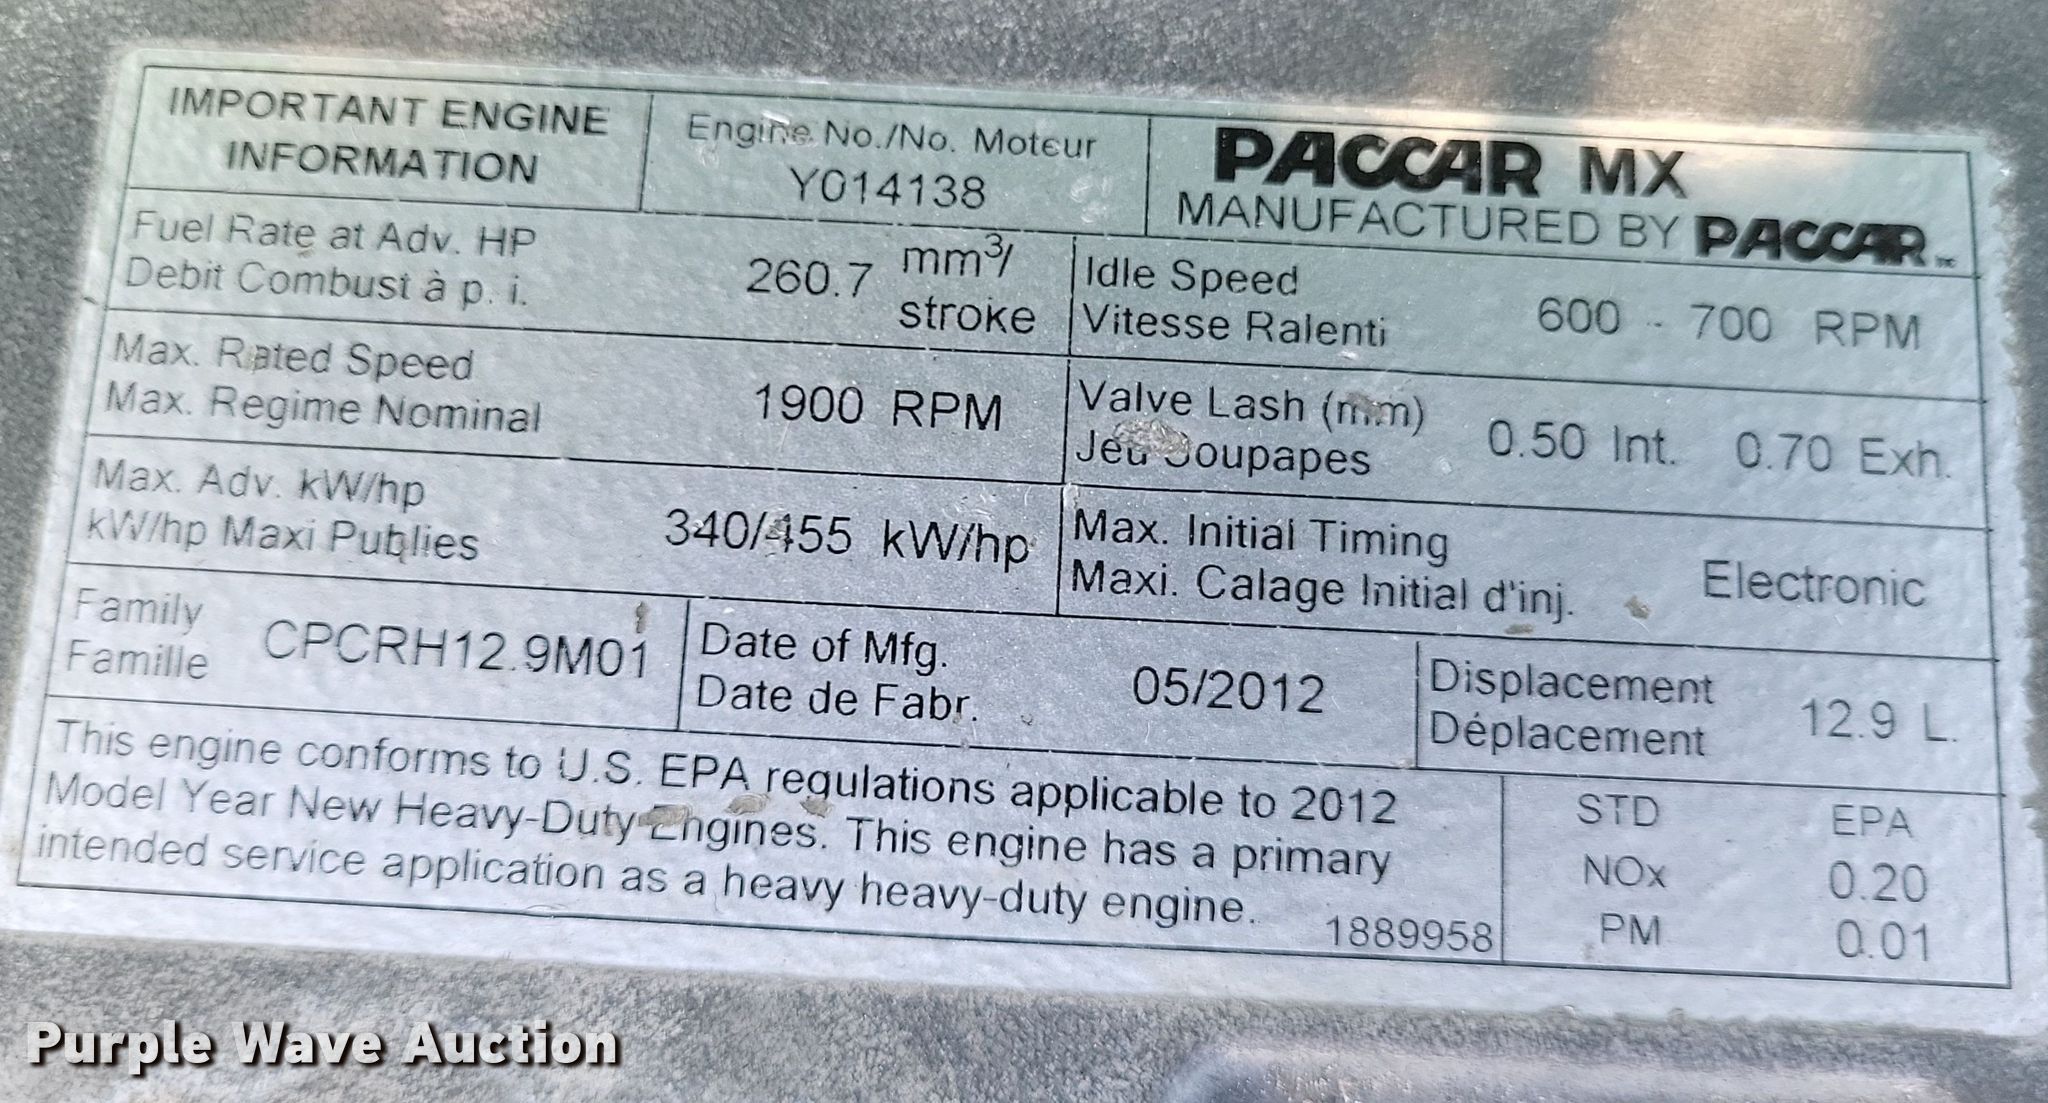 IMPORTANT ENGINE
INFORMATION
Engine No./No. Moteur
Y014138
PACCAR MX
MANUFACTURED BY PACCAR
Fuel Rate at Adv. HP
Debit Combust à p. i.
260.7 mm³/
stroke
Idle Speed
Vitesse Ralenti
600 - 700 RPM
Max. Rated Speed
Max. Regime Nominal
1900 RPM
Valve Lash (mm)
Jeu Soupapes
0.50 Int. 0.70 Exh.
Max. Adv. kW/hp
kW/hp Maxi Publies
340/455 kW/hp
Max. Initial Timing
Maxi. Calage Initial d'inj.
Electronic
Family
Famille
CPCRH12.9M01
Date of Mfg.
Date de Fabr.
05/2012
Displacement
Déplacement
12.9 L.
This engine conforms to U.S. EPA regulations applicable to 2012
Model Year New Heavy-Duty Engines. This engine has a primary
intended service application as a heavy heavy-duty engine.
1889958
STD EPA
NOx 0.20
PM 0.01
Purple Wave Auction